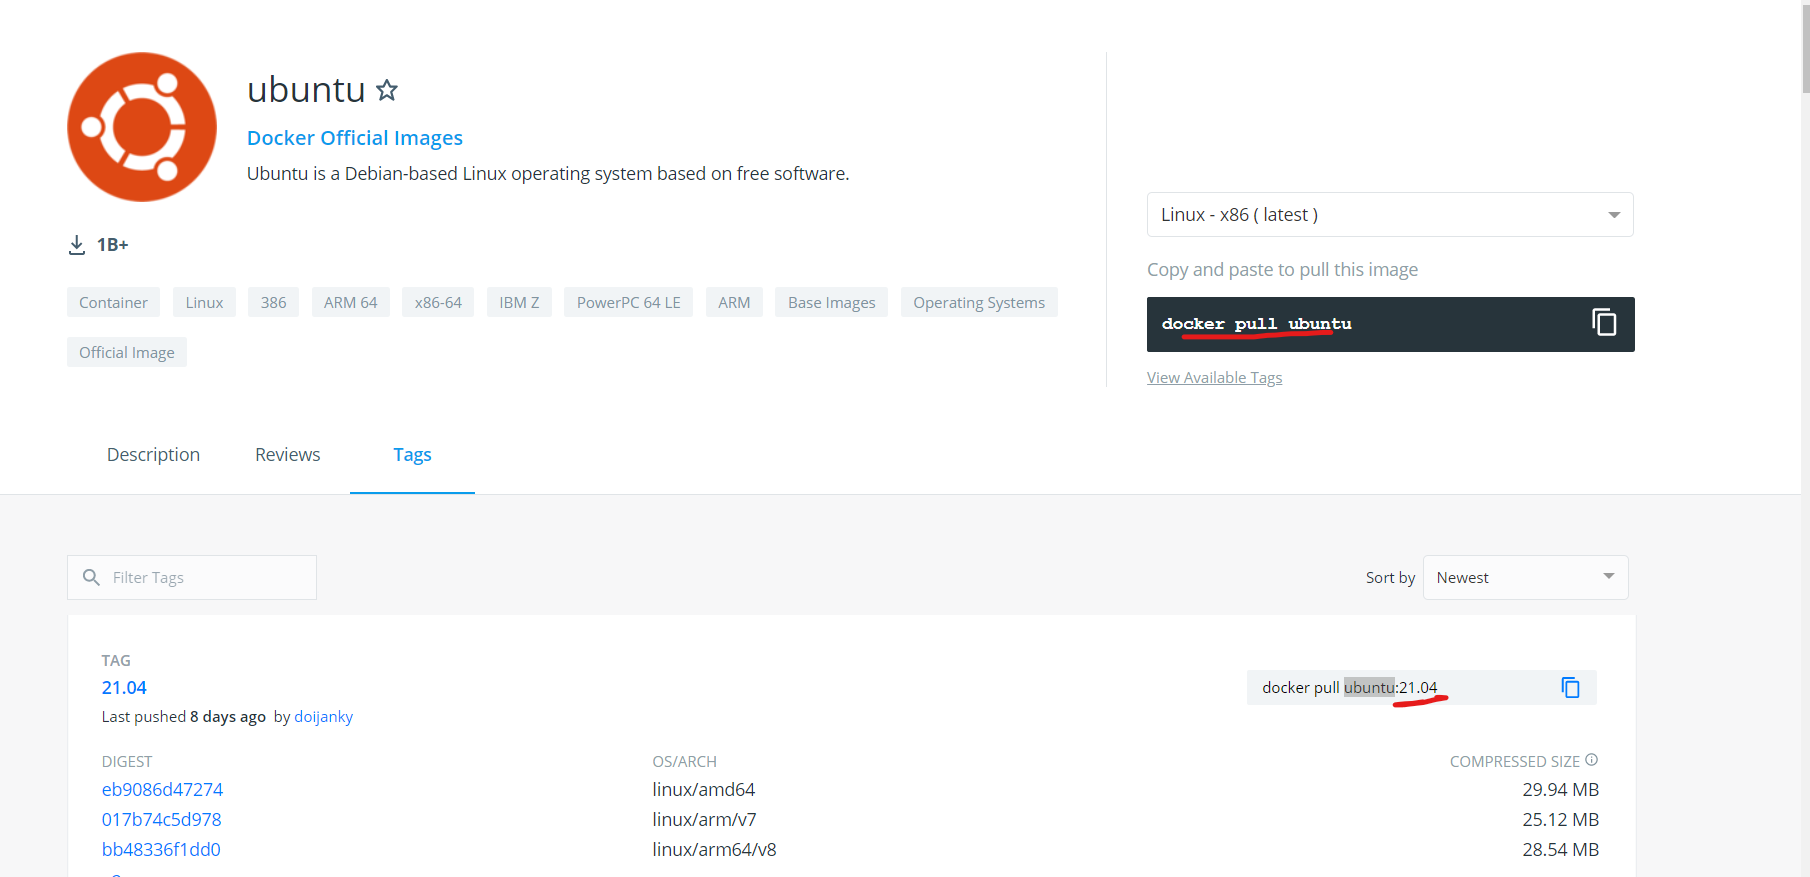 ubuntu
Docker Official Images
Ubuntu is a Debian-based Linux operating system based on free software.
1B+
Container Linux 386 ARM 64 x86-64 IBM Z PowerPC 64 LE ARM Base Images Operating Systems
Official Image
Linux - x86 ( latest )
Copy and paste to pull this image
docker pull ubuntu
View Available Tags
Description Reviews Tags
Filter Tags
Sort by Newest
TAG
21.04
docker pull ubuntu:21.04
Last pushed 8 days ago by doijanky
DIGEST OS/ARCH COMPRESSED SIZE
eb9086d47274 linux/amd64 29.94 MB
017b74c5d978 linux/arm/v7 25.12 MB
bb48336f1dd0 linux/arm64/v8 28.54 MB